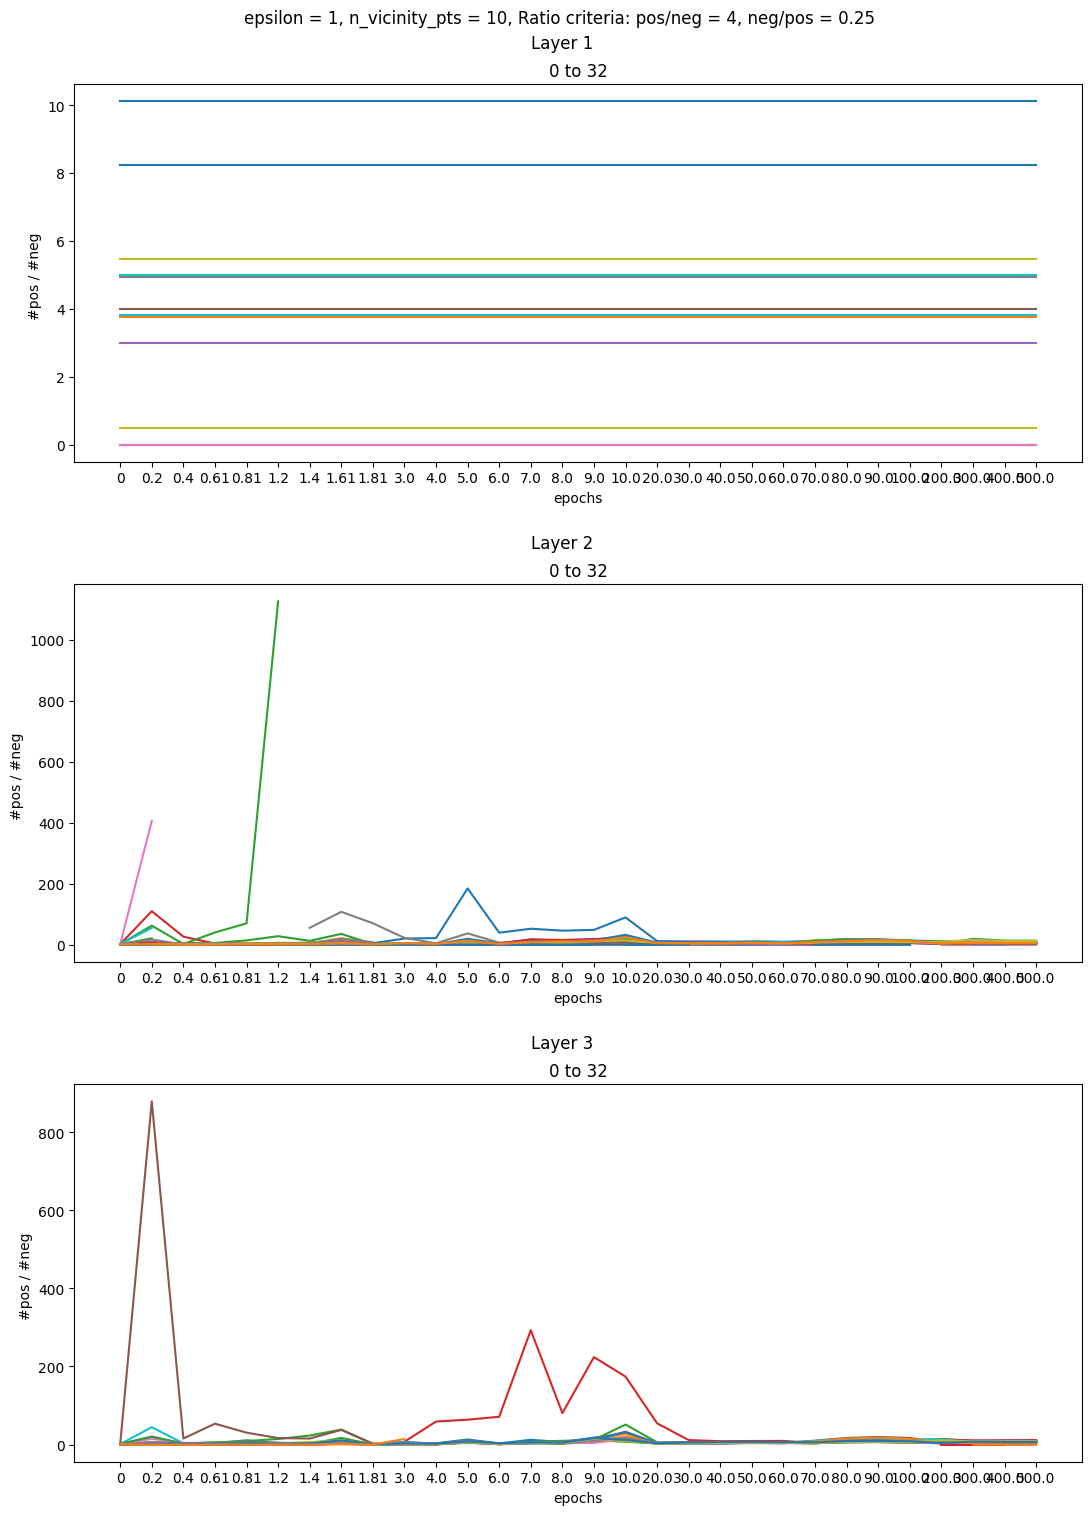 epsilon = 1, n_vicinity_pts = 10, Ratio criteria: pos/neg = 4, neg/pos = 0.25
Layer 1
0 to 32
10
8
6
4
2
0
#pos / #neg
0 0.2 0.4 0.61 0.81 1.2 1.4 1.61 1.81 3.0 4.0 5.0 6.0 7.0 8.0 9.0 10.0 20.0 30.0 40.0 50.0 60.0 70.0 80.0 90.0 100.0 200.0 300.0 400.0 500.0
epochs
Layer 2
0 to 32
1000
800
600
400
200
0
#pos / #neg
0 0.2 0.4 0.61 0.81 1.2 1.4 1.61 1.81 3.0 4.0 5.0 6.0 7.0 8.0 9.0 10.0 20.0 30.0 40.0 50.0 60.0 70.0 80.0 90.0 100.0 200.0 300.0 400.0 500.0
epochs
Layer 3
0 to 32
800
600
400
200
0
#pos / #neg
0 0.2 0.4 0.61 0.81 1.2 1.4 1.61 1.81 3.0 4.0 5.0 6.0 7.0 8.0 9.0 10.0 20.0 30.0 40.0 50.0 60.0 70.0 80.0 90.0 100.0 200.0 300.0 400.0 500.0
epochs